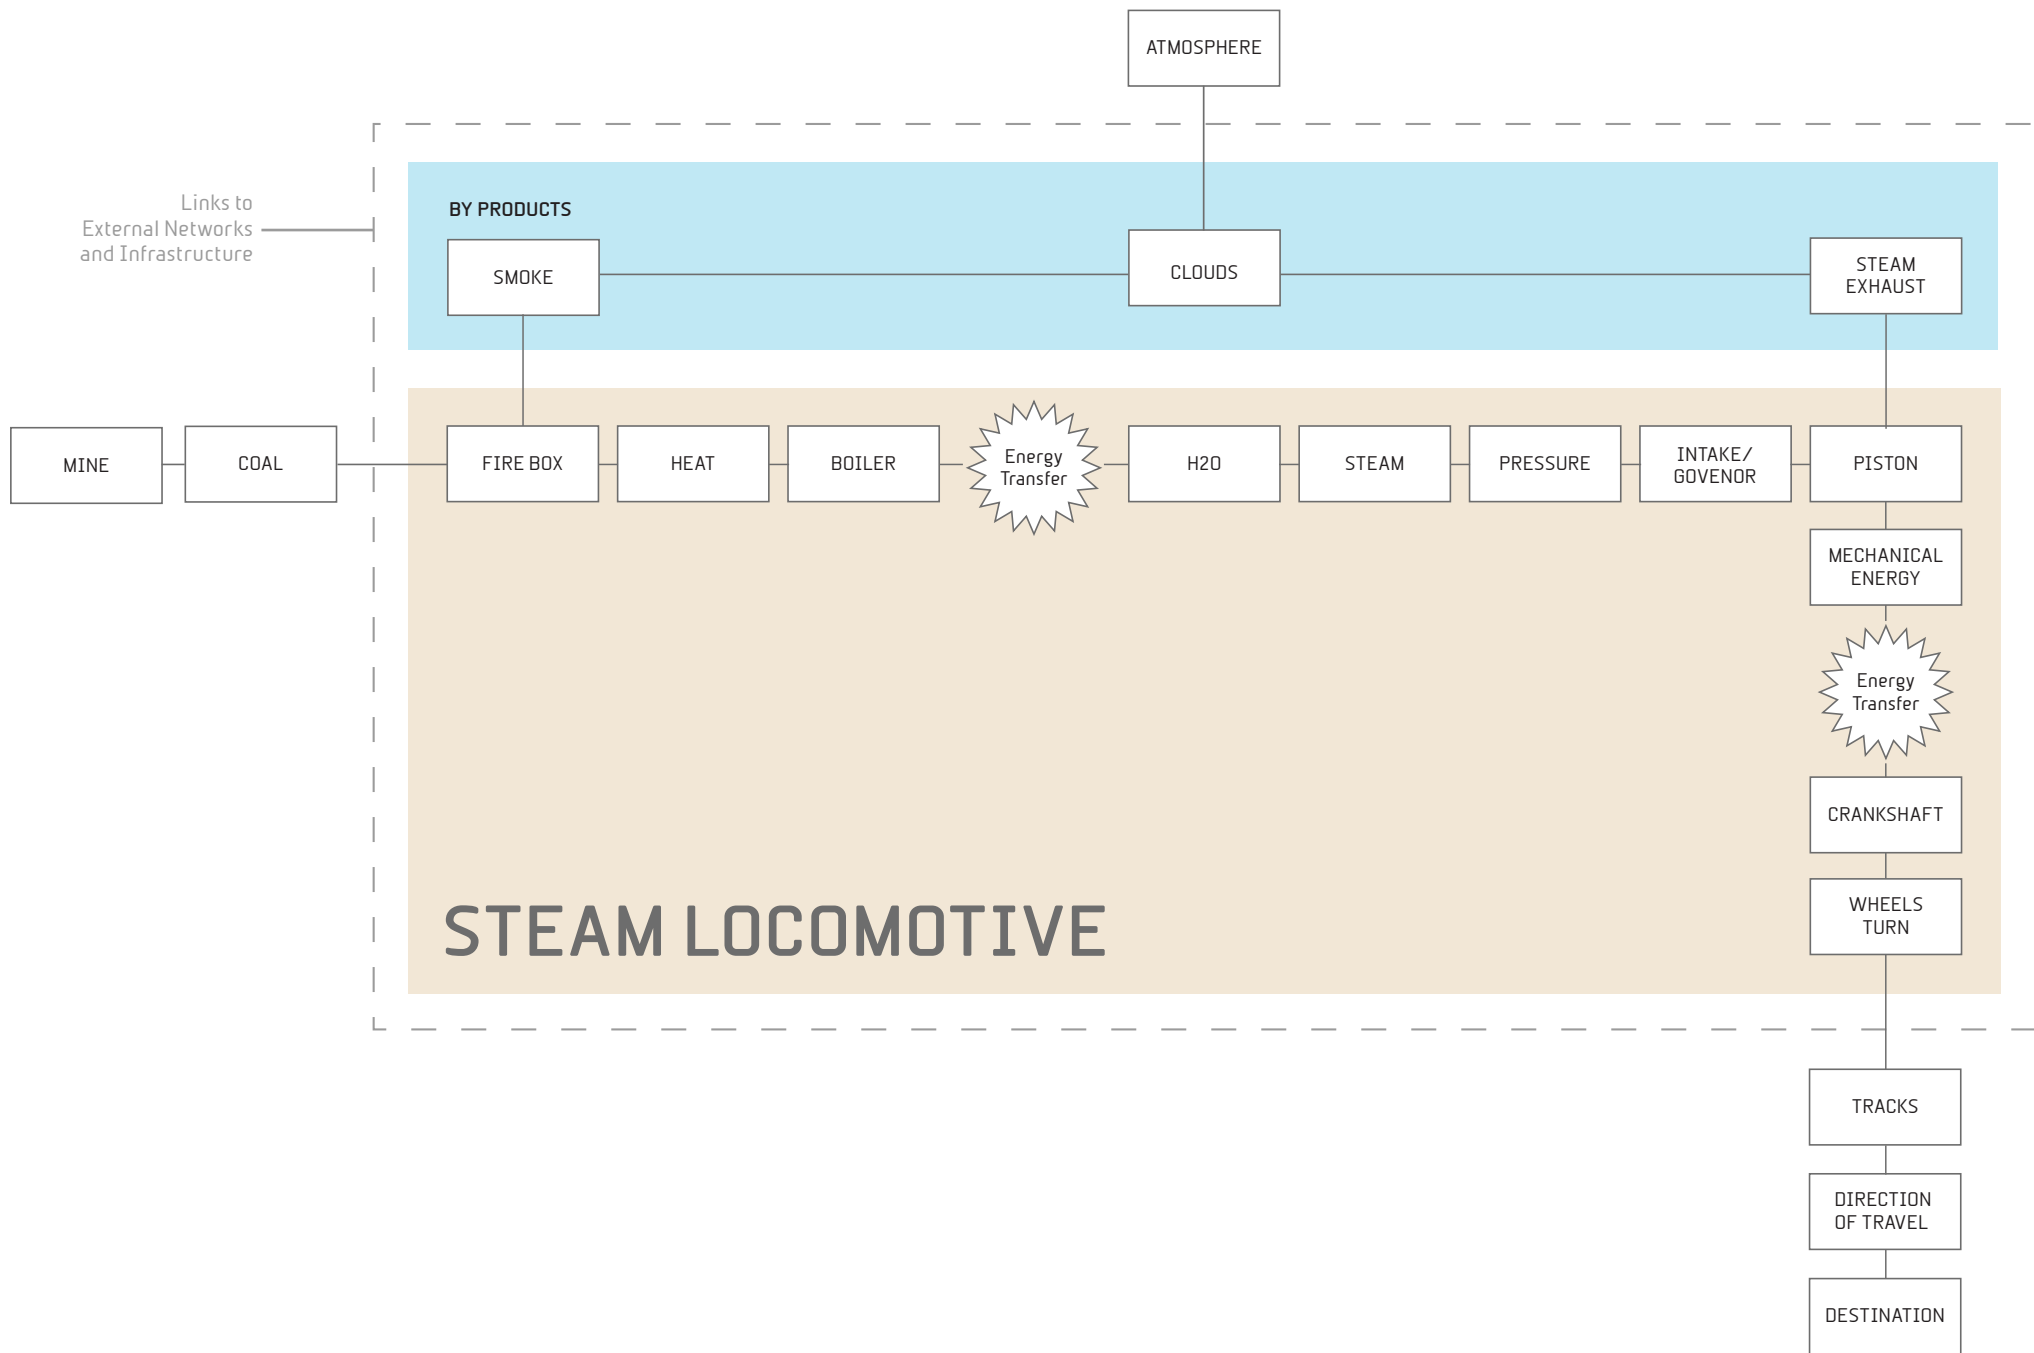 ATMOSPHERE
Links to
External Networks
and Infrastructure
BY PRODUCTS
SMOKE
CLOUDS
STEAM
EXHAUST
MINE
COAL
FIRE BOX
HEAT
BOILER
Energy
Transfer
H2O
STEAM
PRESSURE
INTAKE/
GOVENOR
PISTON
MECHANICAL
ENERGY
Energy
Transfer
CRANKSHAFT
WHEELS
TURN
STEAM LOCOMOTIVE
TRACKS
DIRECTION
OF TRAVEL
DESTINATION